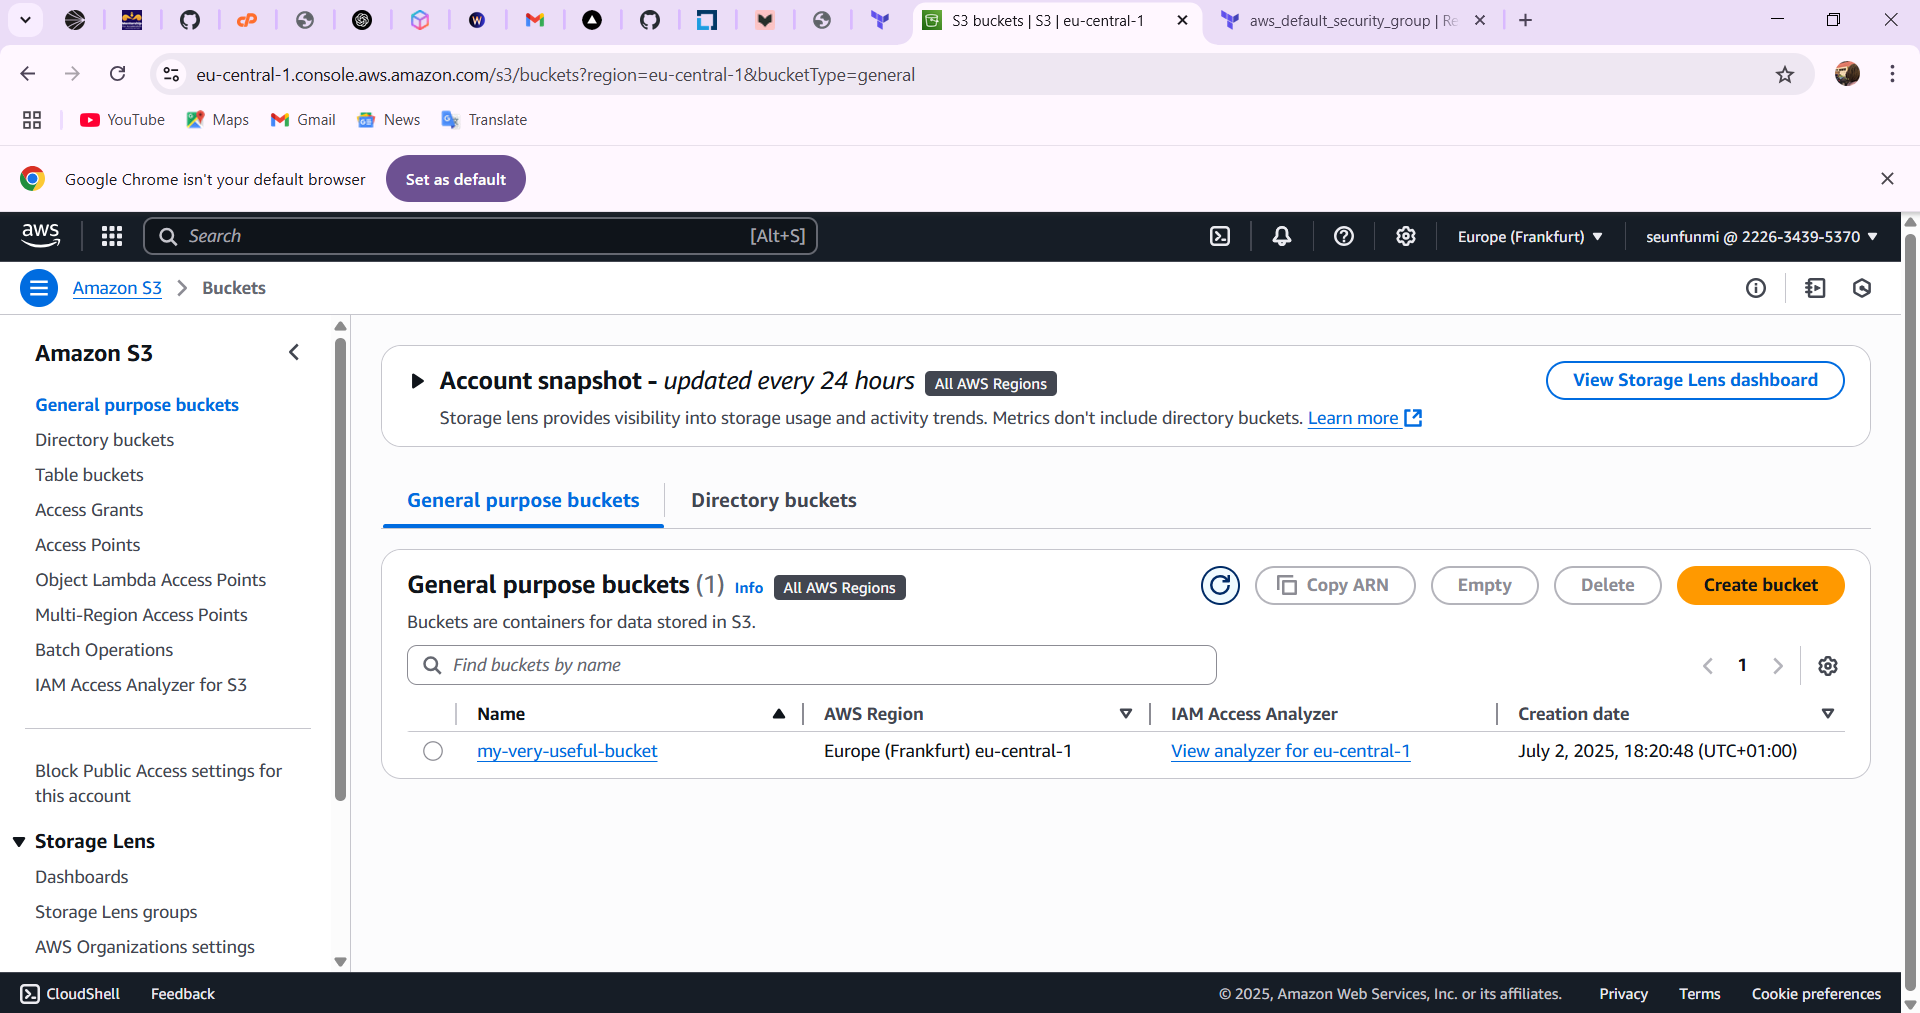 S3 buckets | S3 | eu-central-1
aws_default_security_group | Re
eu-central-1.console.aws.amazon.com/s3/buckets?region=eu-central-1&bucketType=general
YouTube
Maps
Gmail
News
Translate
Google Chrome isn't your default browser
Set as default
aws
Search
[Alt+S]
Europe (Frankfurt)
seunfunmi @ 2226-3439-5370
Amazon S3
Buckets
Amazon S3
General purpose buckets
Directory buckets
Table buckets
Access Grants
Access Points
Object Lambda Access Points
Multi-Region Access Points
Batch Operations
IAM Access Analyzer for S3
Block Public Access settings for
this account
Storage Lens
Dashboards
Storage Lens groups
AWS Organizations settings
Account snapshot - updated every 24 hours All AWS Regions
View Storage Lens dashboard
Storage lens provides visibility into storage usage and activity trends. Metrics don't include directory buckets. Learn more
General purpose buckets
Directory buckets
General purpose buckets (1) Info All AWS Regions
Copy ARN
Empty
Delete
Create bucket
Buckets are containers for data stored in S3.
Find buckets by name
1
Name
AWS Region
IAM Access Analyzer
Creation date
my-very-useful-bucket
Europe (Frankfurt) eu-central-1
View analyzer for eu-central-1
July 2, 2025, 18:20:48 (UTC+01:00)
CloudShell
Feedback
© 2025, Amazon Web Services, Inc. or its affiliates.
Privacy
Terms
Cookie preferences